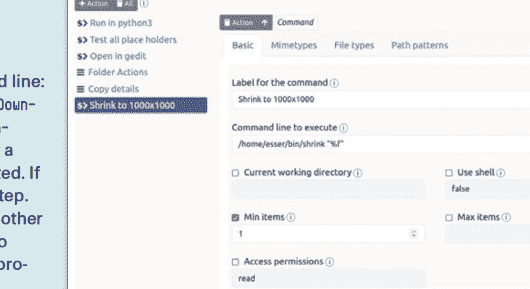 d line:
Down-
-
a
ted. If
tep.
other
o
pro-
+ Action All
$> Run in python3
$> Test all place holders
$> Open in gedit
Folder Actions
Copy details
$> Shrink to 1000x1000
Action Command
Basic Mimetypes File types Path patterns
Label for the command
Shrink to 1000x1000
Command line to execute
/home/esser/bin/shrink "%f"
Current working directory Use shell
false
Min items Max items
1
Access permissions
read